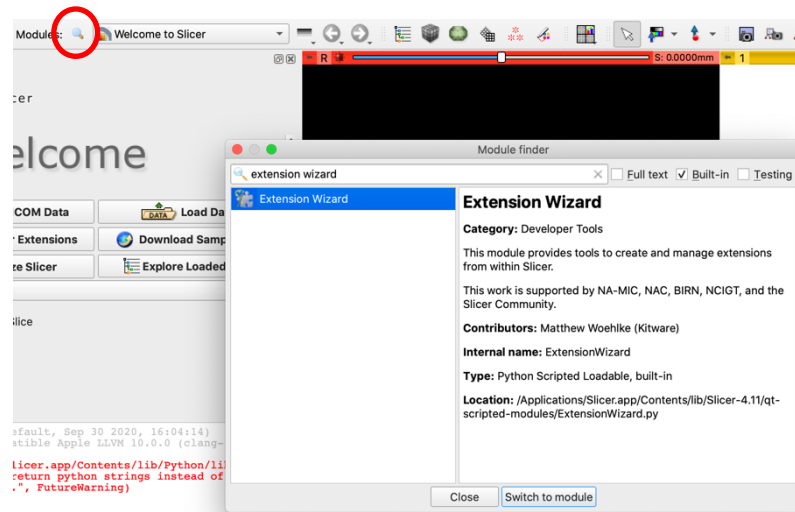 Modules:
Welcome to Slicer
R
S: 0.0000mm
1
cer
elcome
COM Data
DATA
Load Da
Extensions
Download Samp
ze Slicer
Explore Loaded
lice
efault, Sep 30 2020, 16:04:14)
atible Apple LLVM 10.0.0 (clang-
licer.app/Contents/lib/Python/li
return python strings instead of
.", FutureWarning)
Module finder
extension wizard
Full text
Built-in
Testing
Extension Wizard
Extension Wizard
Category: Developer Tools
This module provides tools to create and manage extensions
from within Slicer.
This work is supported by NA-MIC, NAC, BIRN, NCIGT, and the
Slicer Community.
Contributors: Matthew Woehlke (Kitware)
Internal name: ExtensionWizard
Type: Python Scripted Loadable, built-in
Location: /Applications/Slicer.app/Contents/lib/Slicer-4.11/qt-
scripted-modules/ExtensionWizard.py
Close
Switch to module